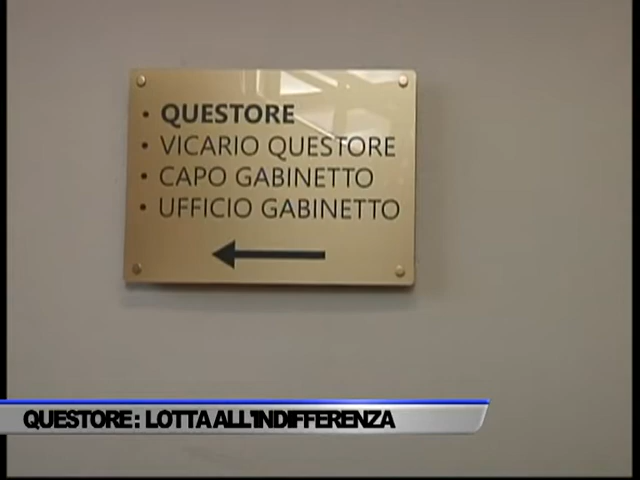 • QUESTORE
• VICARIO QUESTORE
• CAPO GABINETTO
• UFFICIO GABINETTO
QUESTORE: LOTTA ALL'INDIFFERENZA